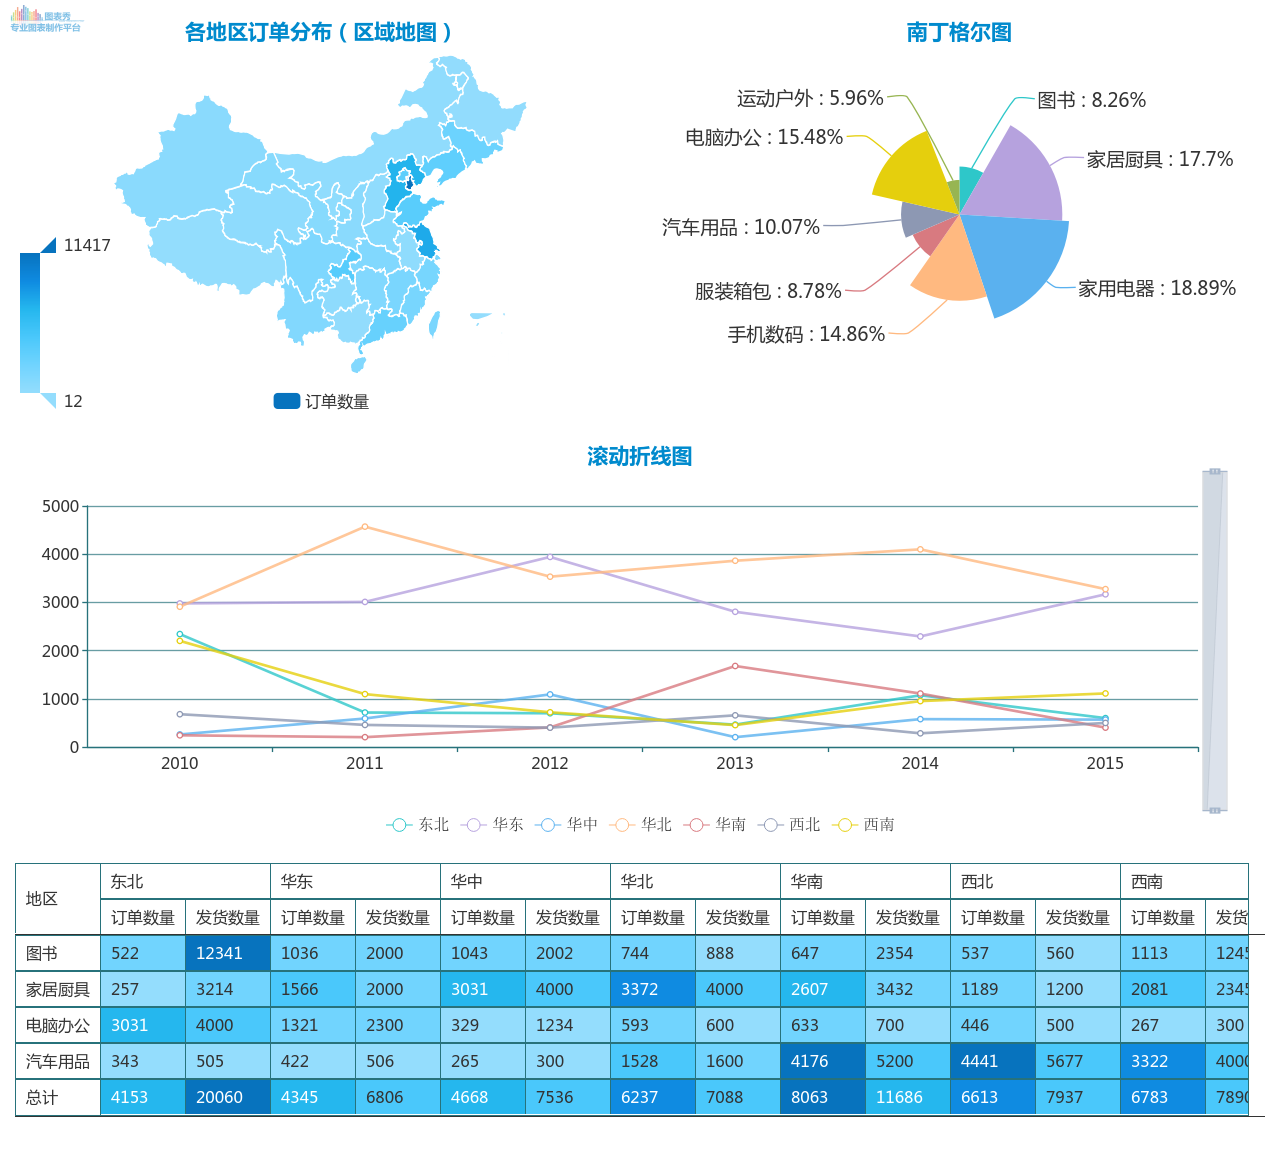 图表秀
专业图表制作平台
各地区订单分布（区域地图）
11417
12
订单数量
南丁格尔图
运动户外 : 5.96%
图书 : 8.26%
电脑办公 : 15.48%
家居厨具 : 17.7%
汽车用品 : 10.07%
服装箱包 : 8.78%
家用电器 : 18.89%
手机数码 : 14.86%
滚动折线图
5000
4000
3000
2000
1000
0
2010 2011 2012 2013 2014 2015
东北 华东 华中 华北 华南 西北 西南
地区 东北 华东 华中 华北 华南 西北 西南
订单数量 发货数量 订单数量 发货数量 订单数量 发货数量 订单数量 发货数量 订单数量 发货数量 订单数量 发货数量 订单数量 发货
图书 522 12341 1036 2000 1043 2002 744 888 647 2354 537 560 1113 1245
家居厨具 257 3214 1566 2000 3031 4000 3372 4000 2607 3432 1189 1200 2081 2345
电脑办公 3031 4000 1321 2300 329 1234 593 600 633 700 446 500 267 300
汽车用品 343 505 422 506 265 300 1528 1600 4176 5200 4441 5677 3322 4000
总计 4153 20060 4345 6806 4668 7536 6237 7088 8063 11686 6613 7937 6783 7890